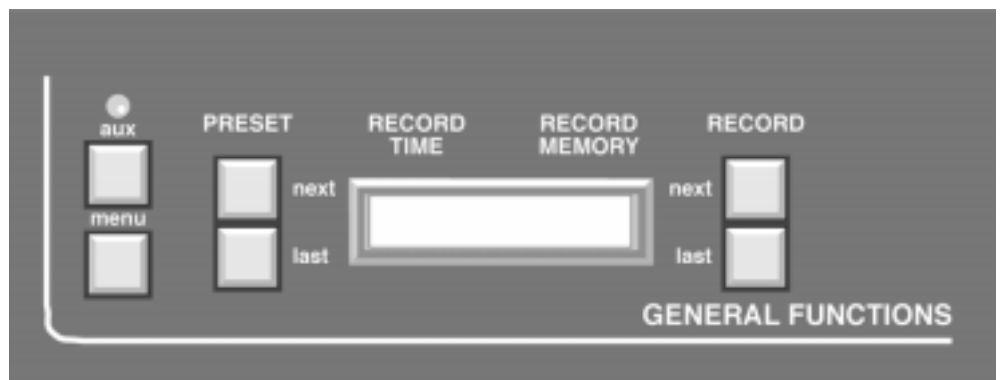 aux
menu
PRESET
next
last
RECORD
TIME
RECORD
MEMORY
RECORD
next
last
GENERAL FUNCTIONS